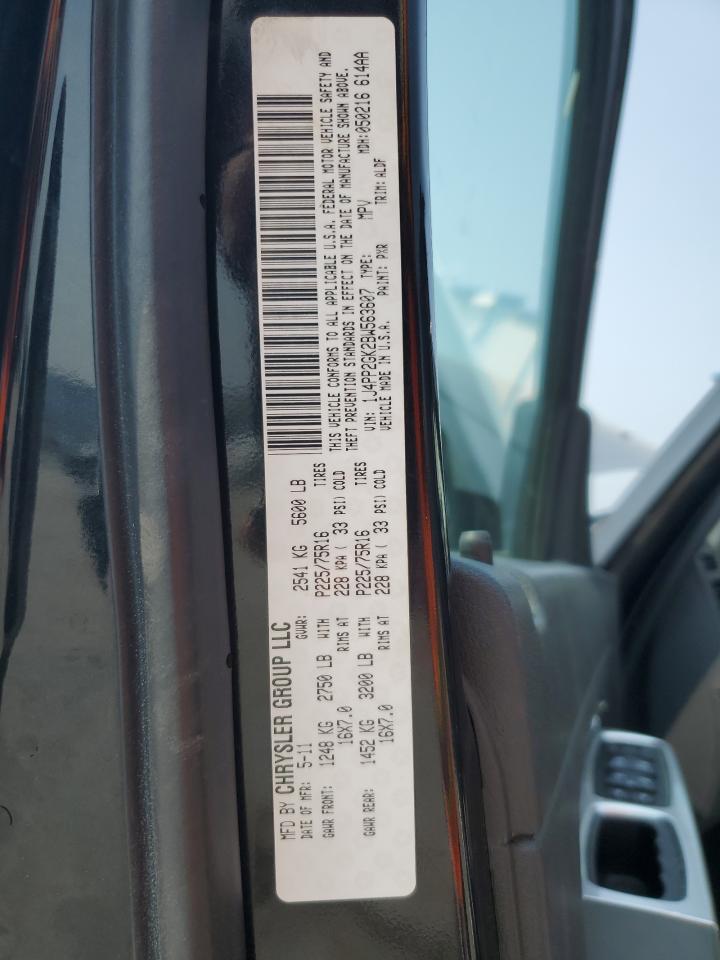 MFD BY CHRYSLER GROUP LLC
DATE OF MFR: 5-11 GVWR: 2541 KG 5600 LB
GAWR FRONT: 1248 KG 2750 LB WITH P225/75R16 TIRES
16X7.0 RIMS AT 228 KPA ( 33 PSI) COLD
GAWR REAR: 1452 KG 3200 LB WITH P225/75R16 TIRES
16X7.0 RIMS AT 228 KPA ( 33 PSI) COLD
THIS VEHICLE CONFORMS TO ALL APPLICABLE U.S.A. FEDERAL MOTOR VEHICLE SAFETY AND
THEFT PREVENTION STANDARDS IN EFFECT ON THE DATE OF MANUFACTURE SHOWN ABOVE.
VIN: 1J4PP2GK2BW563607 TYPE: MPV MDH:050216 614AA
VEHICLE MADE IN U.S.A. PAINT: PXR TRIM:ALDF